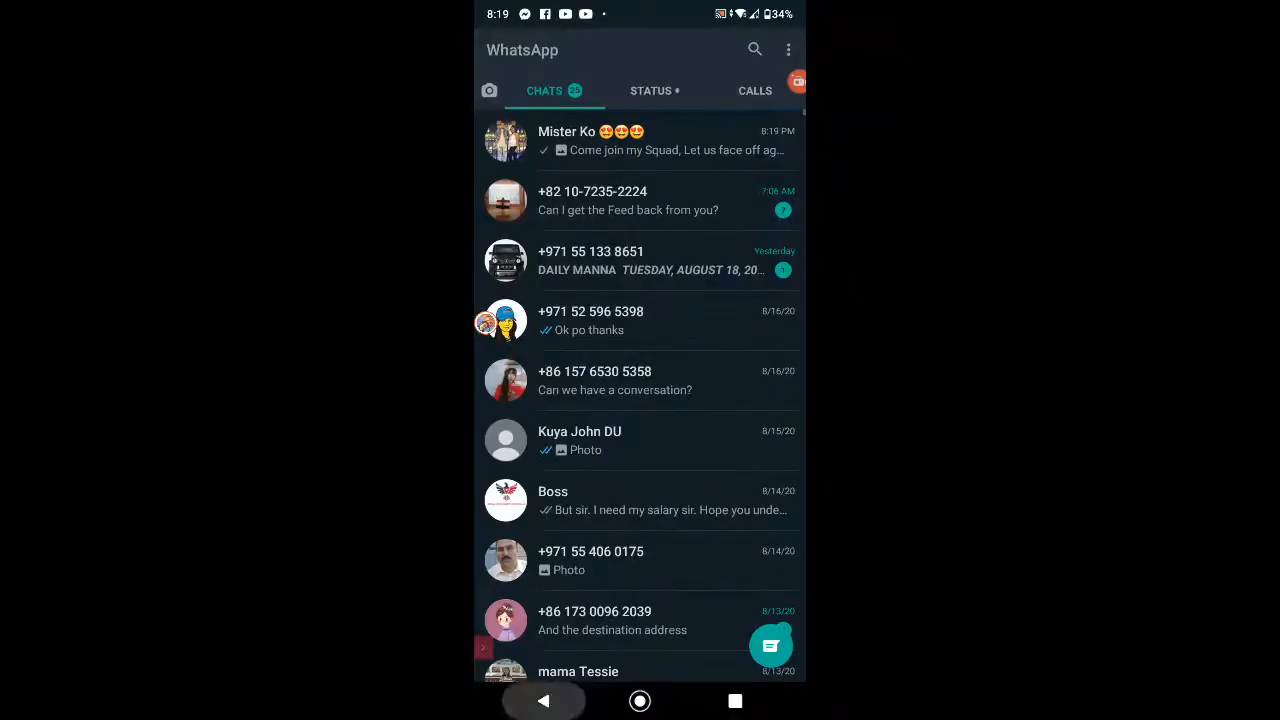 8:19 34%
WhatsApp
CHATS 25 STATUS CALLS
Mister Ko 😍😍😍 8:19 PM
Come join my Squad, Let us face off ag...
+82 10-7235-2224 7:06 AM
Can I get the Feed back from you? 7
+971 55 133 8651 Yesterday
DAILY MANNA TUESDAY, AUGUST 18, 20... 1
+971 52 596 5398 8/16/20
Ok po thanks
+86 157 6530 5358 8/16/20
Can we have a conversation?
Kuya John DU 8/15/20
Photo
Boss 8/14/20
But sir. I need my salary sir. Hope you unde...
+971 55 406 0175 8/14/20
Photo
+86 173 0096 2039 8/13/20
And the destination address
mama Tessie 8/13/20